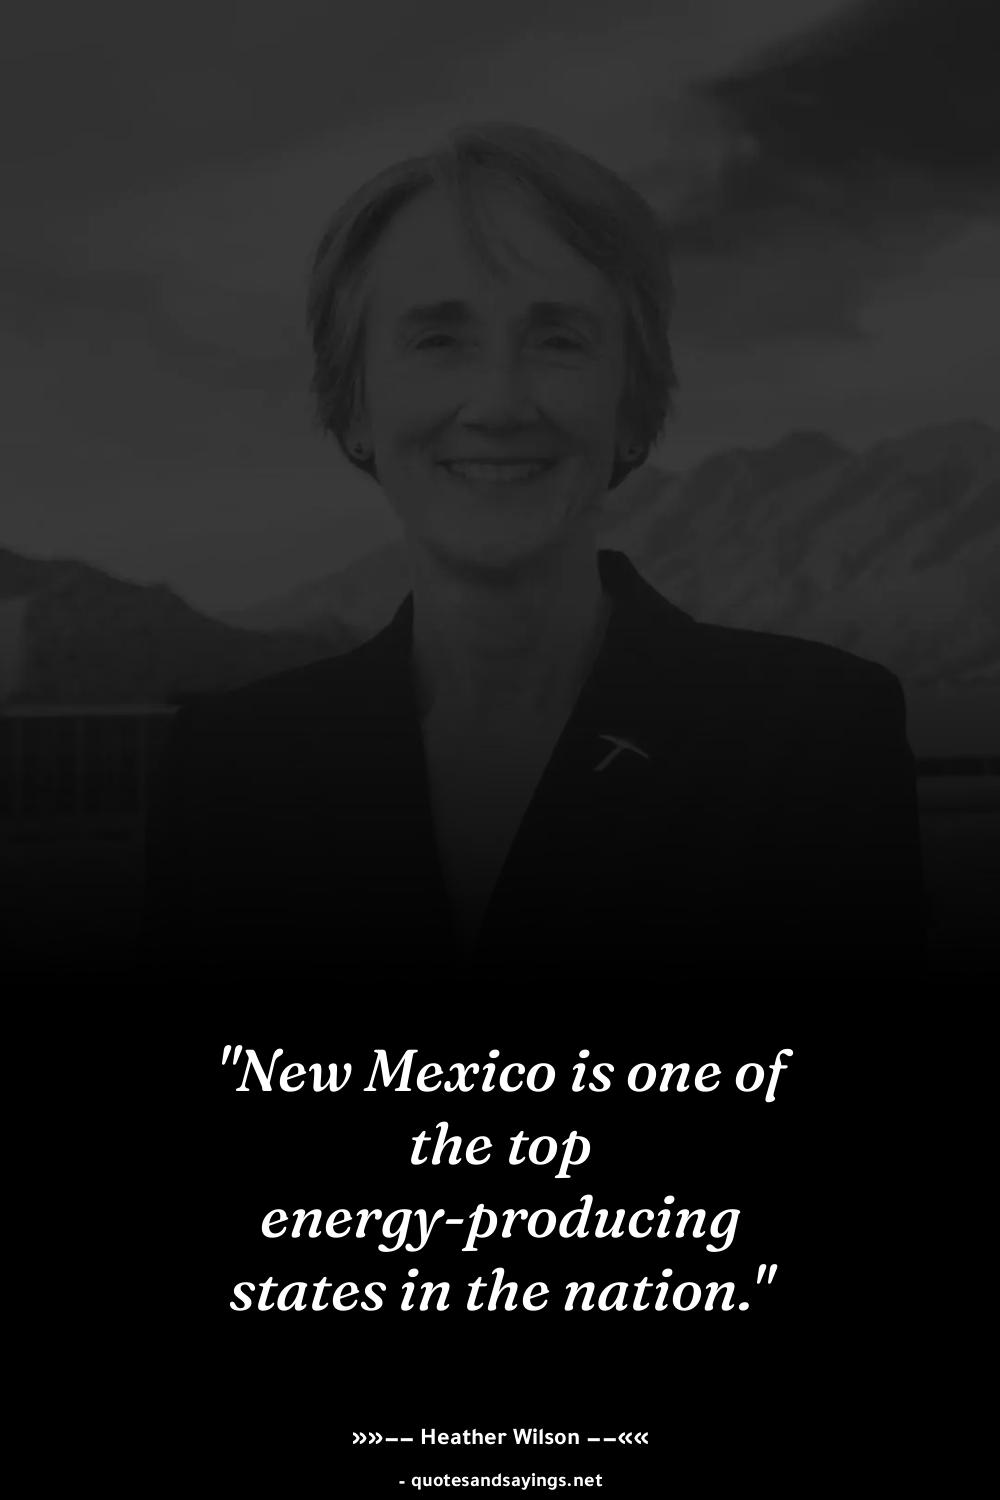 "New Mexico is one of
the top
energy-producing
states in the nation."
»»−− Heather Wilson −−««
- quotesandsayings.net